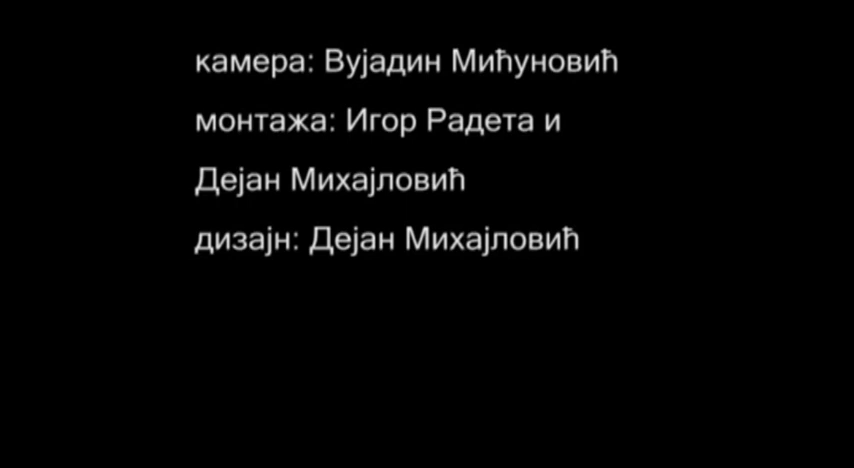 камера: Вујадин Мићуновић
монтажа: Игор Радета и
Дејан Михајловић
дизајн: Дејан Михајловић